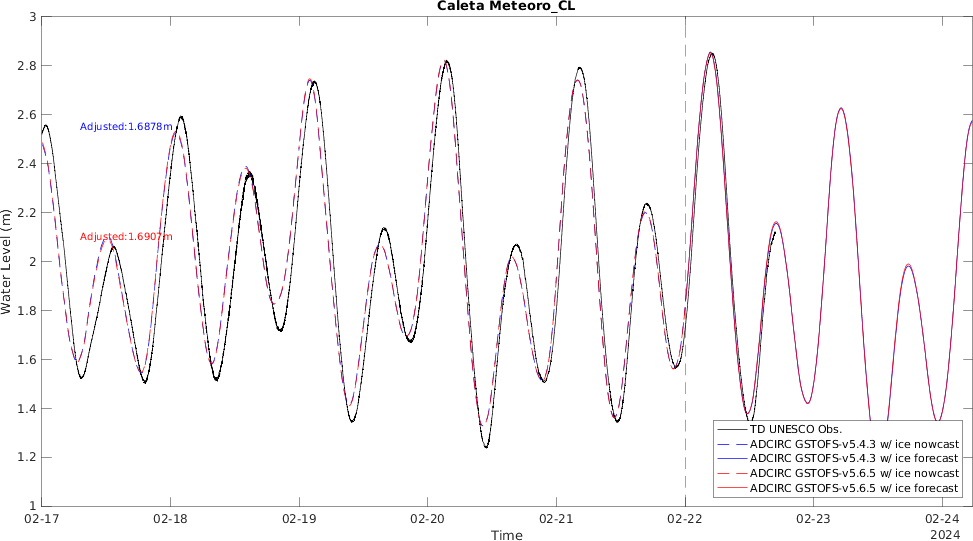 Caleta Meteoro_CL
3
2.8
2.6
2.4
2.2
2
1.8
1.6
1.4
1.2
1
Water Level (m)
Adjusted:1.6878m
Adjusted:1.6907m
TD UNESCO Obs.
ADCIRC GSTOFS-v5.4.3 w/ ice nowcast
ADCIRC GSTOFS-v5.4.3 w/ ice forecast
ADCIRC GSTOFS-v5.6.5 w/ ice nowcast
ADCIRC GSTOFS-v5.6.5 w/ ice forecast
02-17 02-18 02-19 02-20 02-21 02-22 02-23 02-24
Time
2024